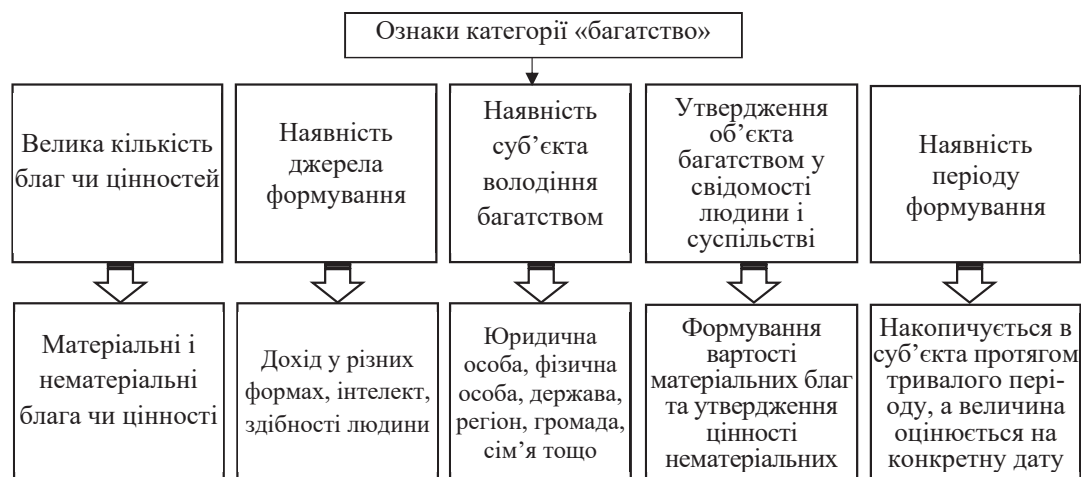 Ознаки категорії «багатство»
Велика кількість
благ чи цінностей
Наявність
джерела
формування
Наявність
суб’єкта
володіння
багатством
Утвердження
об’єкта
багатством у
свідомості
людини і
суспільстві
Наявність
періоду
формування
Матеріальні і
нематеріальні
блага чи цінності
Дохід у різних
формах, інтелект,
здібності людини
Юридична
особа, фізична
особа, держава,
регіон, громада,
сім’я тощо
Формування
вартості
матеріальних благ
та утвердження
цінності
нематеріальних
Накопичується в
суб’єкта протягом
тривалого пері-
оду, а величина
оцінюється на
конкретну дату